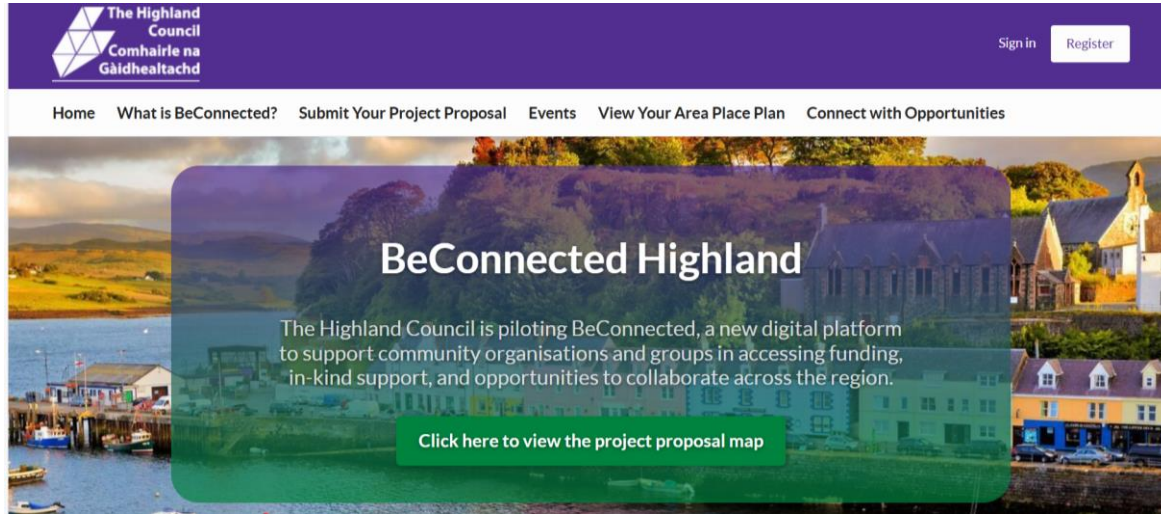 The Highland
Council
Comhairle na
Gàidhealtachd
Sign in
Register
Home What is BeConnected? Submit Your Project Proposal Events View Your Area Place Plan Connect with Opportunities
BeConnected Highland
The Highland Council is piloting BeConnected, a new digital platform
to support community organisations and groups in accessing funding,
in-kind support, and opportunities to collaborate across the region.
Click here to view the project proposal map